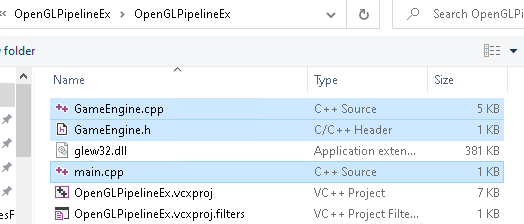 OpenGLPipelineEx > OpenGLPipelineEx
Search OpenGLPi
folder
Name Type Size
GameEngine.cpp C++ Source 5 KB
GameEngine.h C/C++ Header 1 KB
glew32.dll Application exten... 381 KB
main.cpp C++ Source 1 KB
OpenGLPipelineEx.vcxproj VC++ Project 7 KB
OpenGLPipelineEx.vcxproj.filters VC++ Project Filte... 1 KB